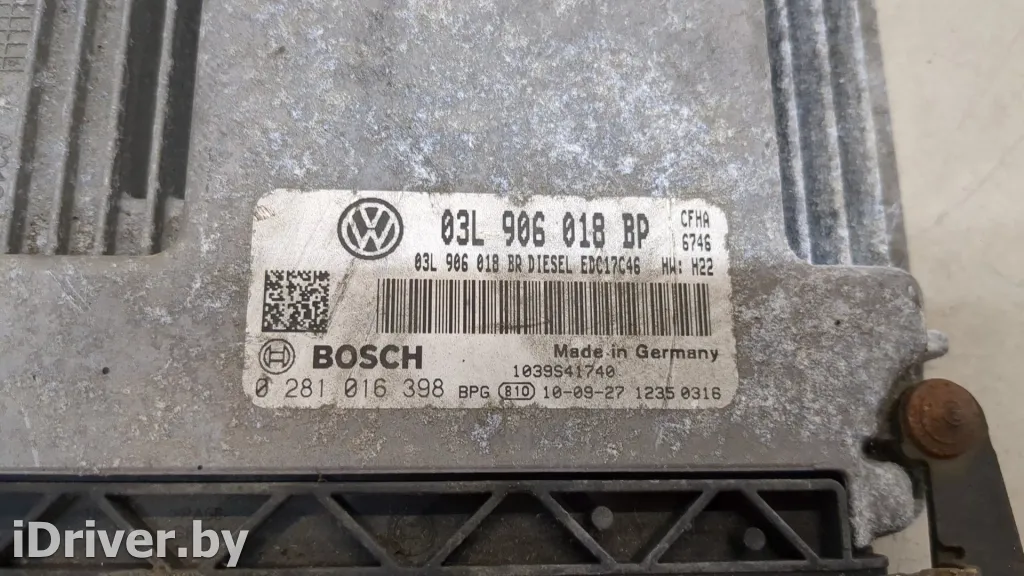 03L 906 018 BP
CFHA
6746
03L 906 018 BR DIESEL EDC17C46 HW: H22
BOSCH
Made in Germany
1039S41740
0 281 016 398 BPG 810 10-09-27 1235 0316
iDriver.by